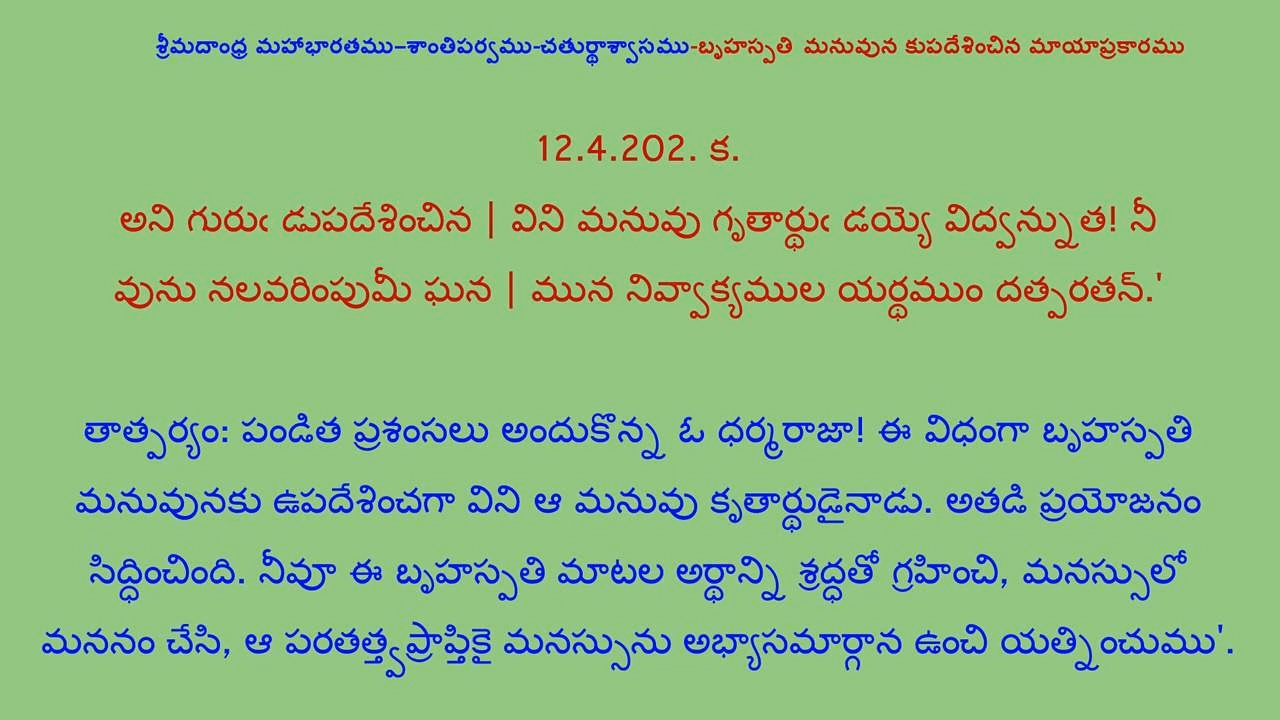 శ్రీమదాంధ్ర మహాభారతము–శాంతిపర్వము-చతుర్థాశ్వాసము-బృహస్పతి మనువున కుపదేశించిన మాయాప్రకారము
12.4.202. క.
అని గురుఁ డుపదేశించిన | విని మనువు గృతార్థుఁ డయ్యె విద్వన్నుత! నీ
వును నలవరింపుమీ ఘన | మున నివ్వాక్యముల యర్థముం దత్పరతన్.'
తాత్పర్యం: పండిత ప్రశంసలు అందుకొన్న ఓ ధర్మరాజా! ఈ విధంగా బృహస్పతి
మనువునకు ఉపదేశించగా విని ఆ మనువు కృతార్థుడైనాడు. అతడి ప్రయోజనం
సిద్ధించింది. నీవూ ఈ బృహస్పతి మాటల అర్థాన్ని శ్రద్ధతో గ్రహించి, మనస్సులో
మననం చేసి, ఆ పరతత్త్వప్రాప్తికై మనస్సును అభ్యాసమార్గాన ఉంచి యత్నించుము'.